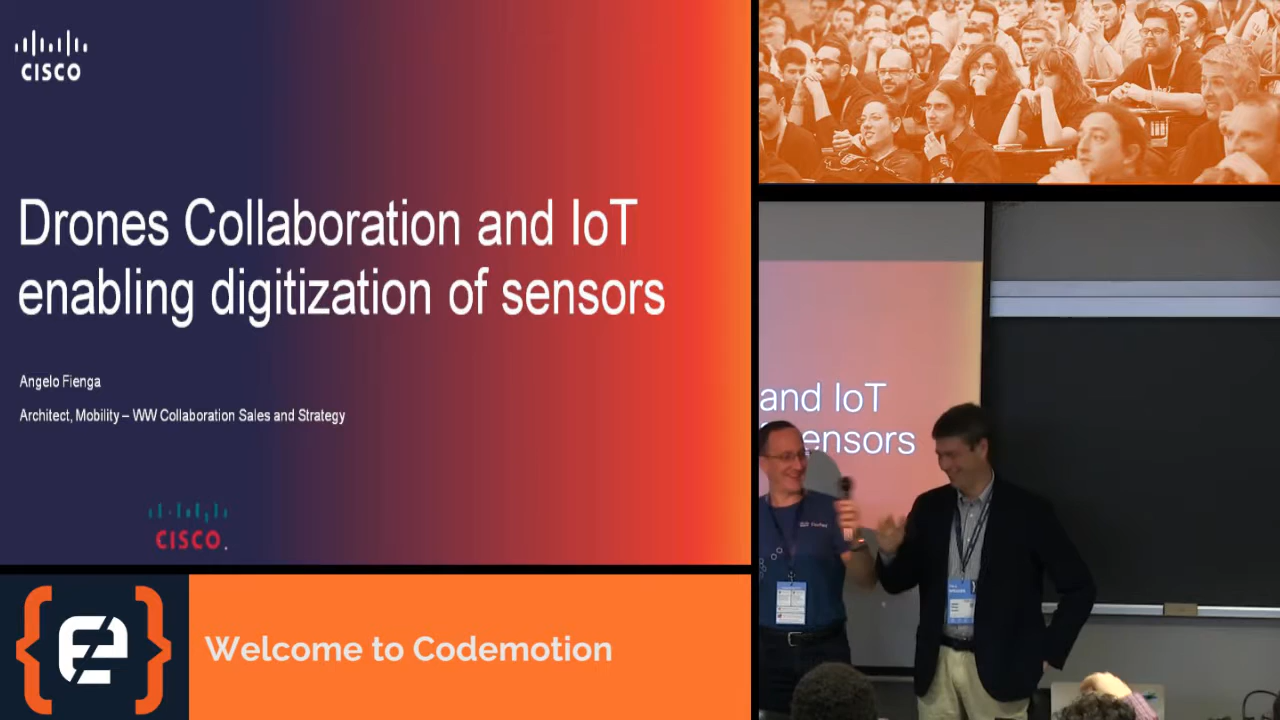 CISCO
Drones Collaboration and IoT
enabling digitization of sensors
Angelo Fienga
Architect, Mobility – WW Collaboration Sales and Strategy
CISCO.
Welcome to Codemotion
and IoT
ensors